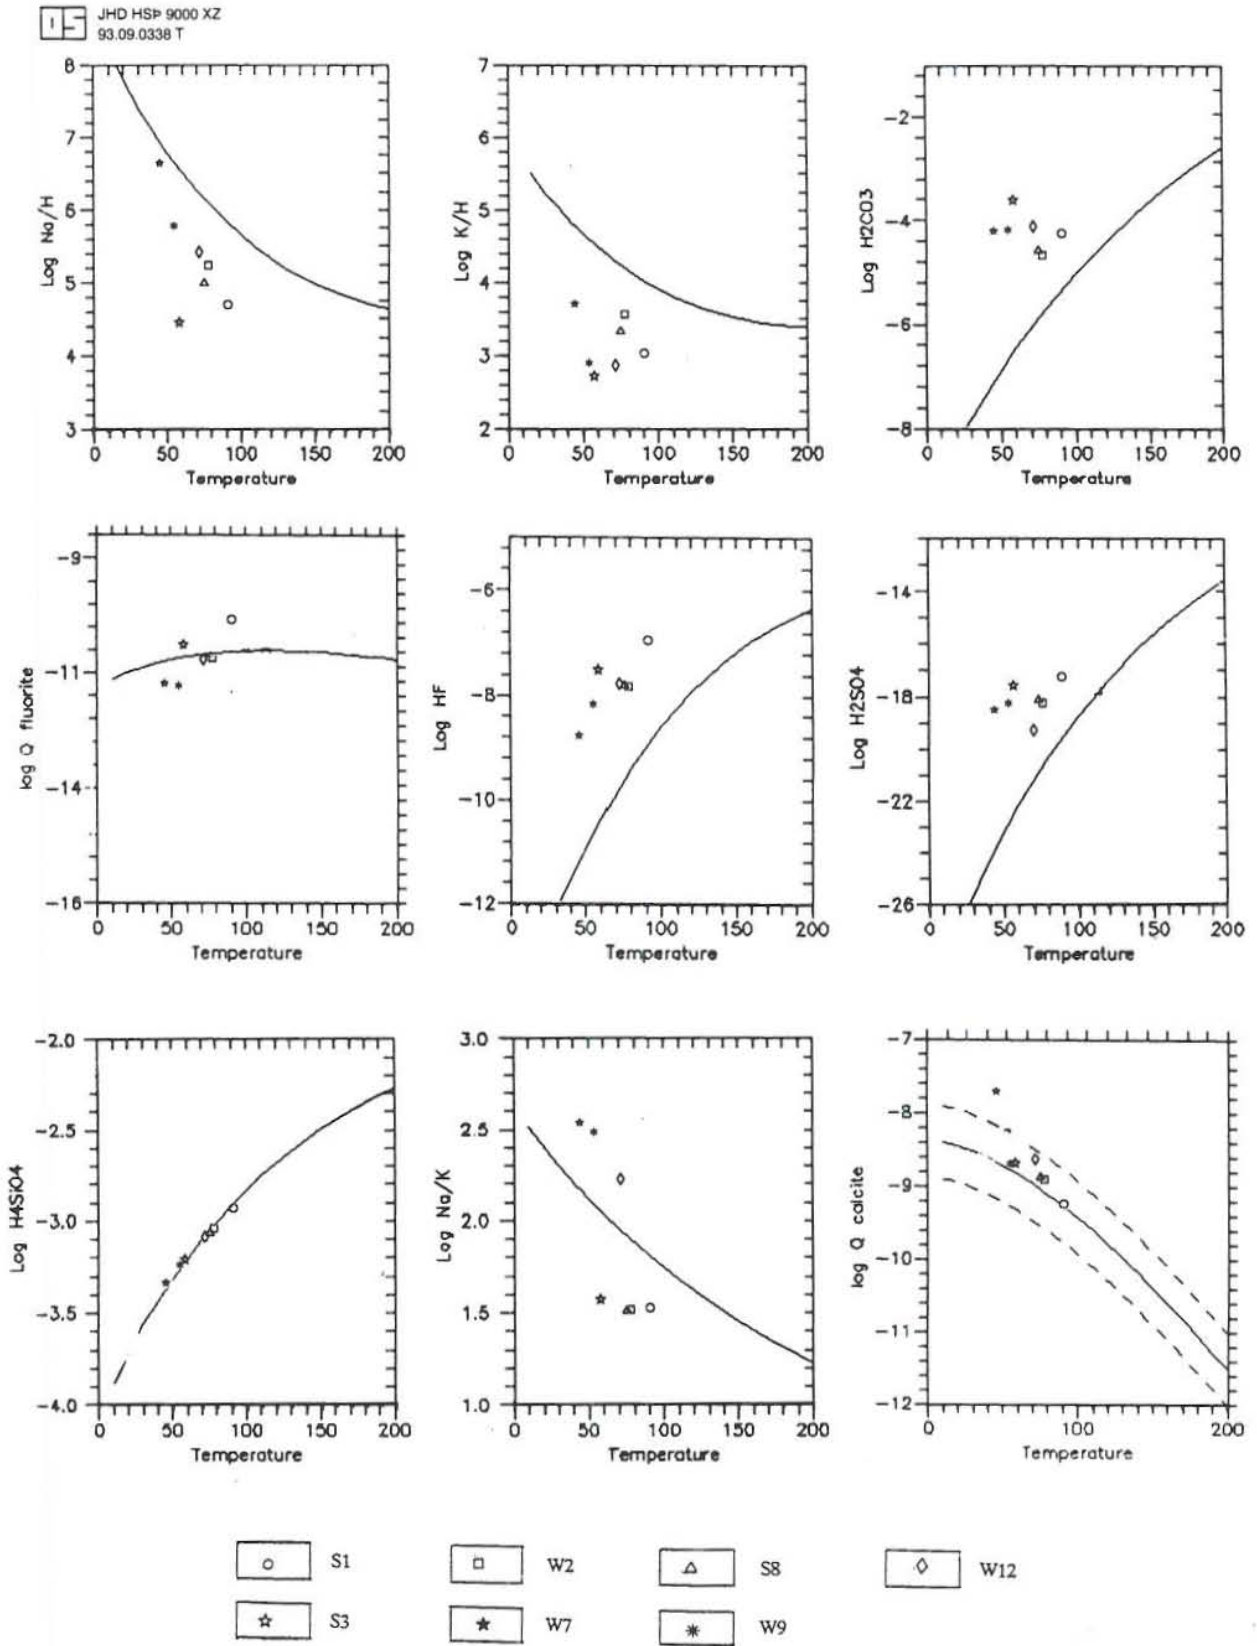 JHD HSÞ 9000 XZ
93.09.0338 T
8
7
6
5
4
3
Log Na/H
0 50 100 150 200
Temperature
7
6
5
4
3
2
Log K/H
0 50 100 150 200
Temperature
-2
-4
-6
-8
Log H2CO3
0 50 100 150 200
Temperature
-9
-11
-14
-16
log Q fluorite
0 50 100 150 200
Temperature
-6
-8
-10
-12
Log HF
0 50 100 150 200
Temperature
-14
-18
-22
-26
Log H2SO4
0 50 100 150 200
Temperature
-2.0
-2.5
-3.0
-3.5
-4.0
Log H4SiO4
0 50 100 150 200
Temperature
3.0
2.5
2.0
1.5
1.0
Log Na/K
0 50 100 150 200
Temperature
-7
-8
-9
-10
-11
-12
log Q calcite
0 100 200
Temperature
S1
W2
S8
W12
S3
W7
W9